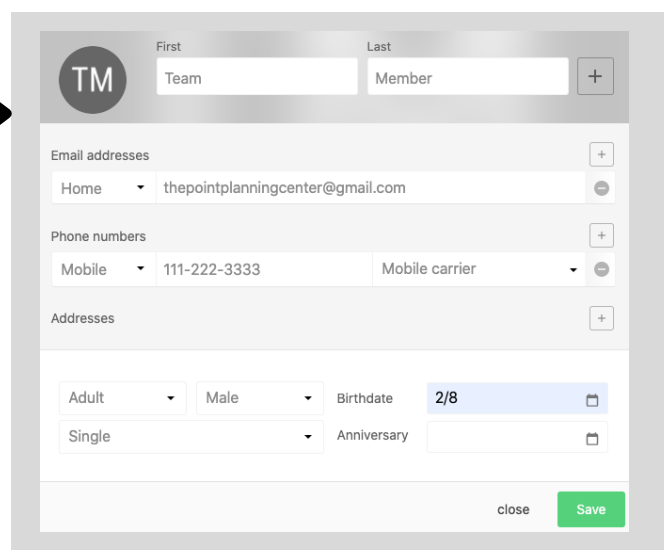 First Last
TM Team Member +
Email addresses +
Home thepointplanningcenter@gmail.com
Phone numbers +
Mobile 111-222-3333 Mobile carrier
Addresses +
Adult Male Birthdate 2/8
Single Anniversary
close Save